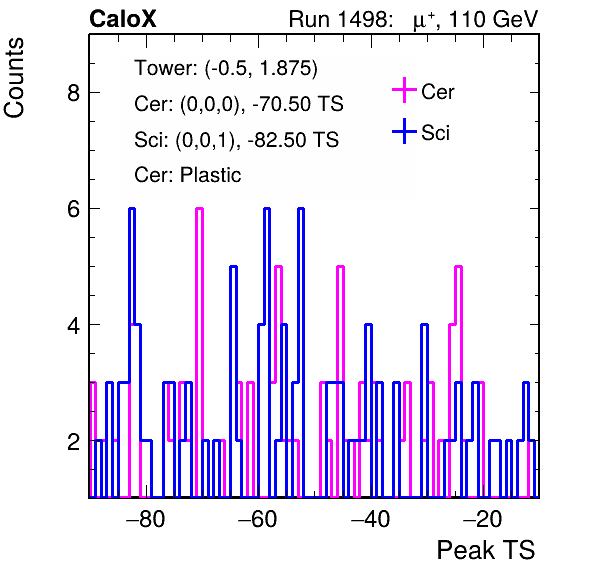 CaloX Run 1498: μ⁺, 110 GeV
Counts
Tower: (-0.5, 1.875)
Cer: (0,0,0), -70.50 TS
Sci: (0,0,1), -82.50 TS
Cer: Plastic
Cer
Sci
8
6
4
2
−80 −60 −40 −20
Peak TS